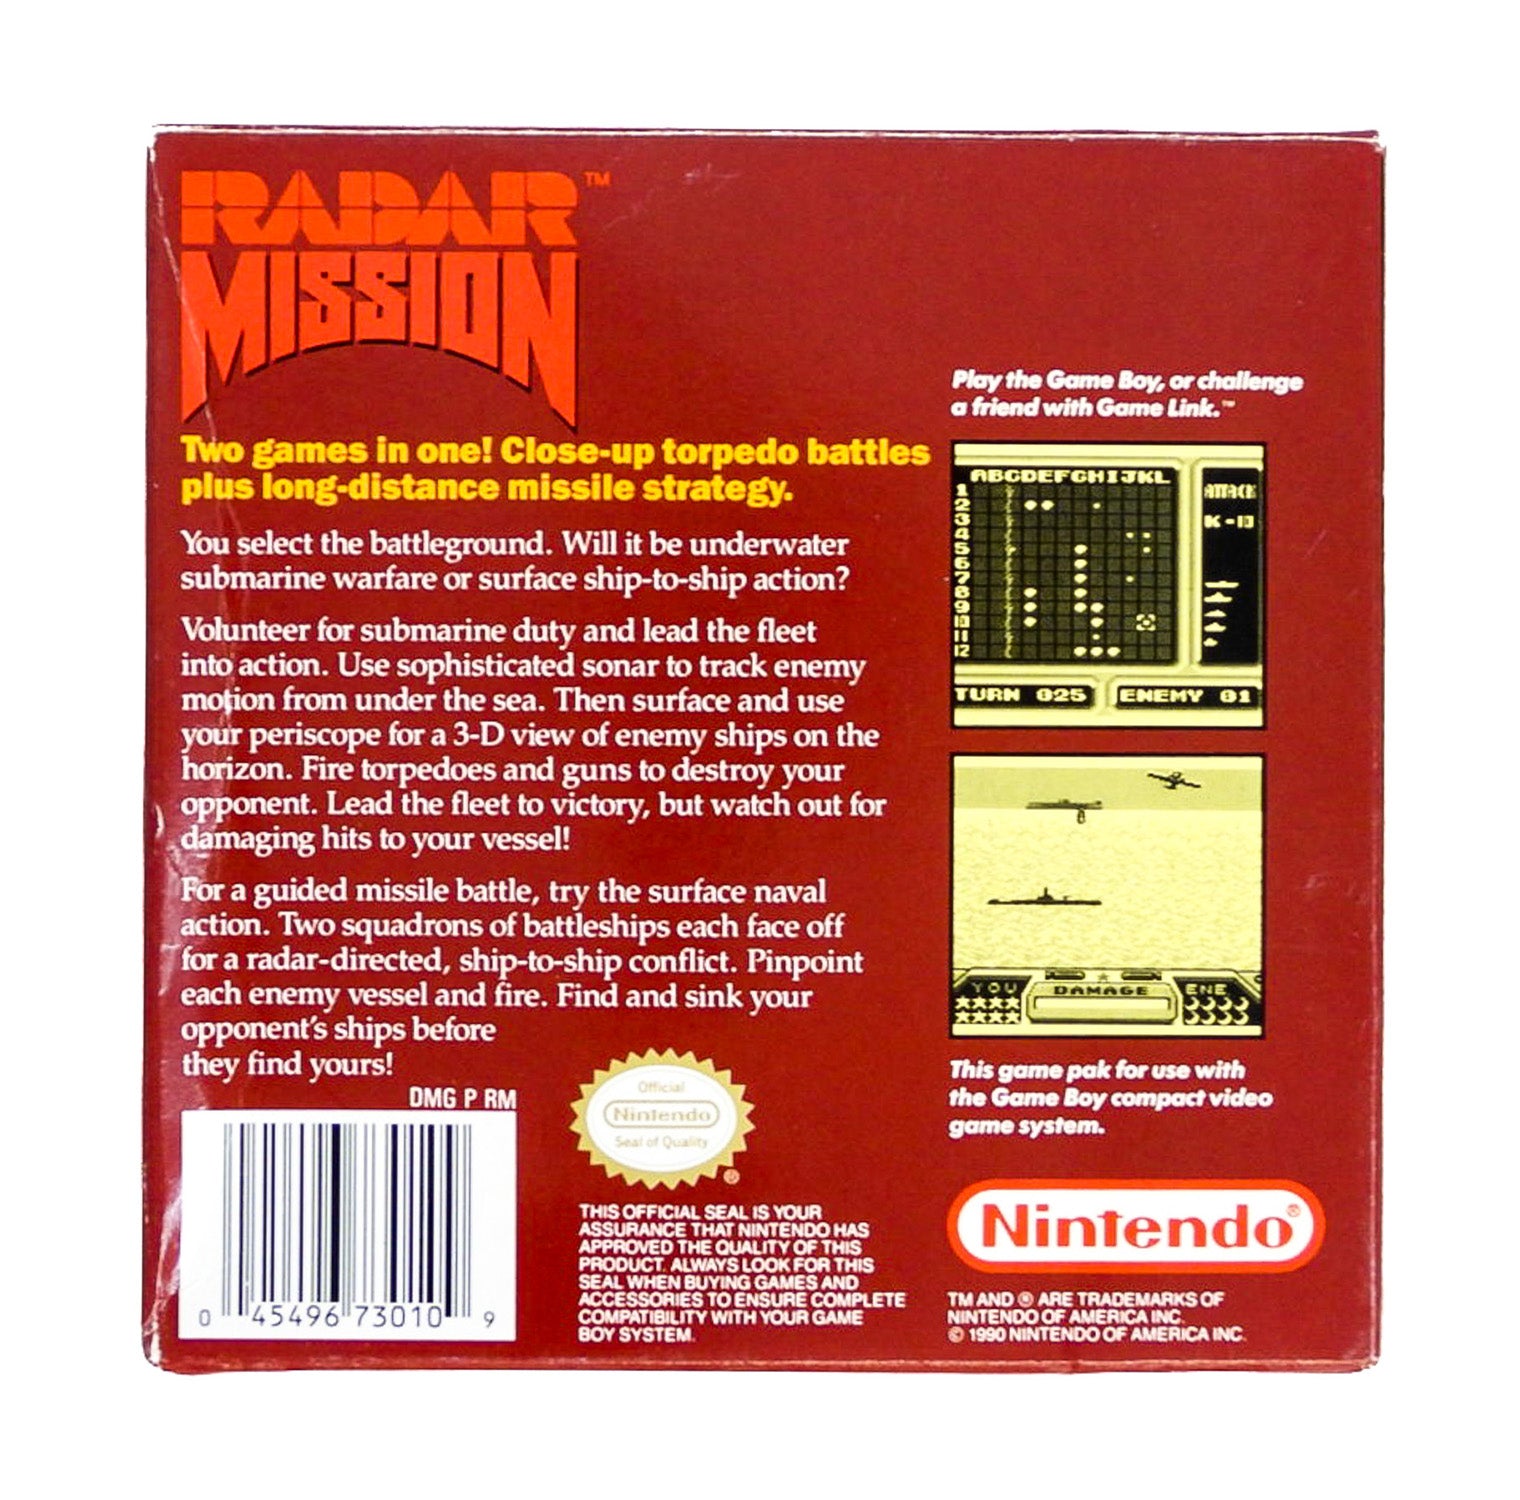 RADAR™
MISSION
Two games in one! Close-up torpedo battles
plus long-distance missile strategy.
You select the battleground. Will it be underwater
submarine warfare or surface ship-to-ship action?
Volunteer for submarine duty and lead the fleet
into action. Use sophisticated sonar to track enemy
motion from under the sea. Then surface and use
your periscope for a 3-D view of enemy ships on the
horizon. Fire torpedoes and guns to destroy your
opponent. Lead the fleet to victory, but watch out for
damaging hits to your vessel!
For a guided missile battle, try the surface naval
action. Two squadrons of battleships each face off
for a radar-directed, ship-to-ship conflict. Pinpoint
each enemy vessel and fire. Find and sink your
opponent's ships before
they find yours!
DMG P RM
0 45496 73010 9
Official
Nintendo
Seal of Quality
®
THIS OFFICIAL SEAL IS YOUR
ASSURANCE THAT NINTENDO HAS
APPROVED THE QUALITY OF THIS
PRODUCT. ALWAYS LOOK FOR THIS
SEAL WHEN BUYING GAMES AND
ACCESSORIES TO ENSURE COMPLETE
COMPATIBILITY WITH YOUR GAME
BOY SYSTEM.
Play the Game Boy, or challenge
a friend with Game Link.™
ABCDEFGHIJKL
1
2
3
4
5
6
7
8
9
10
11
12
ATTACK
K-10
TURN 025
ENEMY 01
YOU
DAMAGE
ENE
This game pak for use with
the Game Boy compact video
game system.
Nintendo®
TM AND ® ARE TRADEMARKS OF
NINTENDO OF AMERICA INC.
© 1990 NINTENDO OF AMERICA INC.